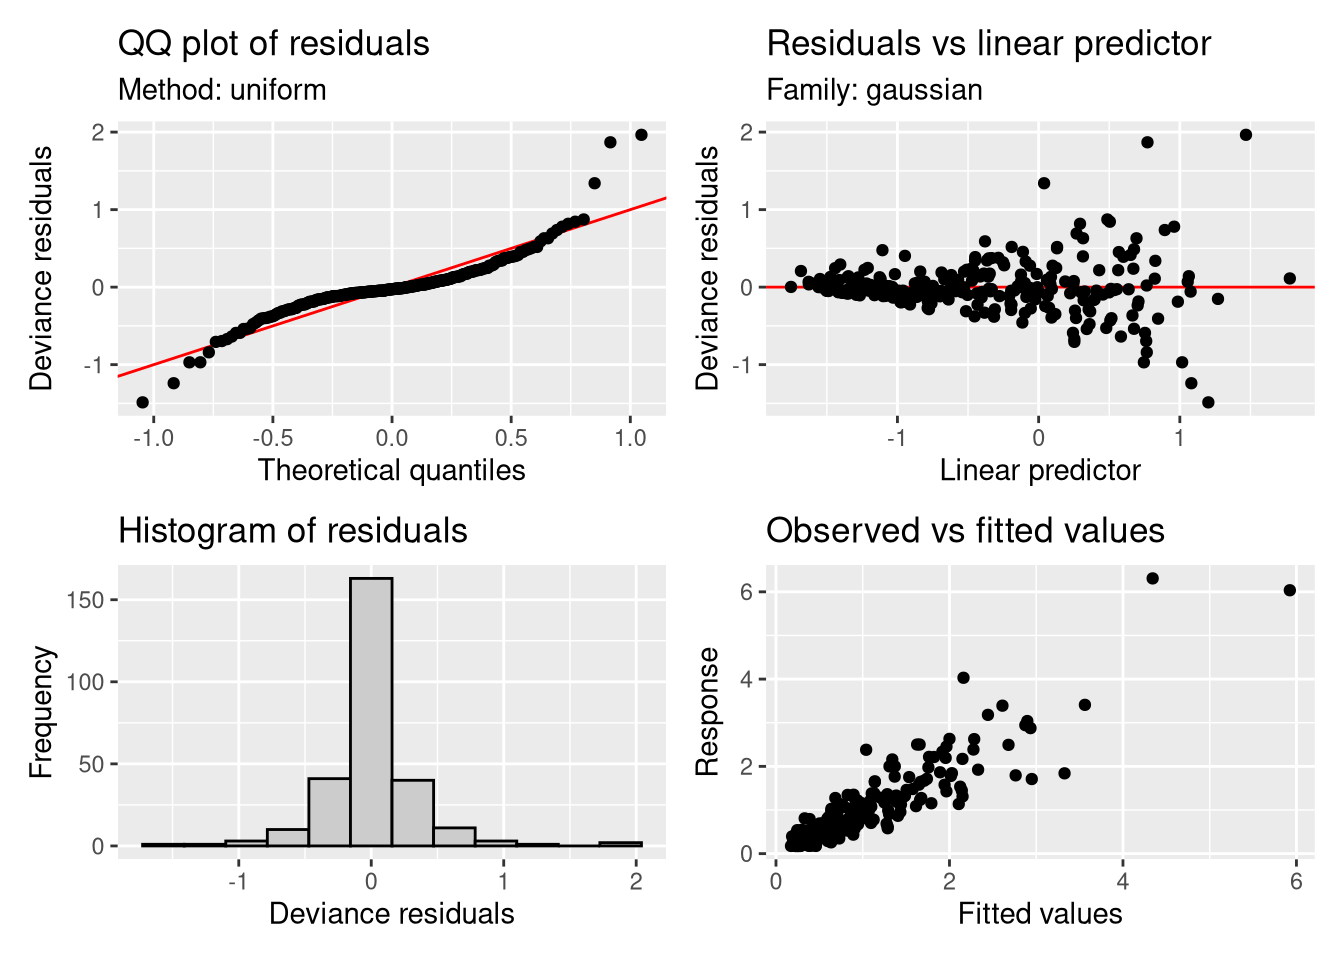 QQ plot of residuals
Method: uniform
Deviance residuals
2
1
0
-1
-1.0
-0.5
0.0
0.5
1.0
Theoretical quantiles
Residuals vs linear predictor
Family: gaussian
Deviance residuals
2
1
0
-1
-1
0
1
Linear predictor
Histogram of residuals
Frequency
150
100
50
0
-1
0
1
2
Deviance residuals
Observed vs fitted values
Response
6
4
2
0
0
2
4
6
Fitted values